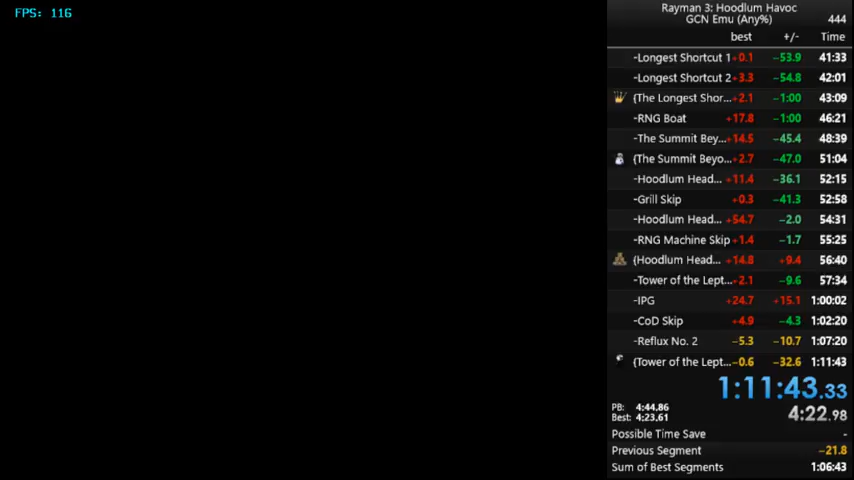 FPS: 116
Rayman 3: Hoodlum Havoc
GCN Emu (Any%) 444
best +/- Time
-Longest Shortcut 1 +0.1 −53.9 41:33
-Longest Shortcut 2 +3.3 −54.8 42:01
{The Longest Shor... +2.1 −1:00 43:09
-RNG Boat +17.8 −1:00 46:21
-The Summit Bey... +14.5 −45.4 48:39
{The Summit Beyo... +2.7 −47.0 51:04
-Hoodlum Head... +11.4 −36.1 52:15
-Grill Skip +0.3 −41.3 52:58
-Hoodlum Head... +54.7 −2.0 54:31
-RNG Machine Skip +1.4 −1.7 55:25
{Hoodlum Head... +14.8 +9.4 56:40
-Tower of the Lept... +2.1 −9.6 57:34
-IPG +24.7 +15.1 1:00:02
-CoD Skip +4.9 −4.3 1:02:20
-Reflux No. 2 −5.3 −10.7 1:07:20
{Tower of the Lept... −0.6 −32.6 1:11:43
1:11:43.33
PB: 4:44.86
Best: 4:23.61
4:22.98
Possible Time Save -
Previous Segment −21.8
Sum of Best Segments 1:06:43